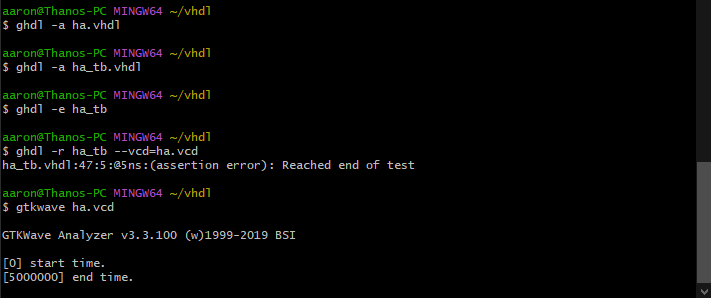 aaron@Thanos-PC MINGW64 ~/vhdl
$ ghdl -a ha.vhdl
aaron@Thanos-PC MINGW64 ~/vhdl
$ ghdl -a ha_tb.vhdl
aaron@Thanos-PC MINGW64 ~/vhdl
$ ghdl -e ha_tb
aaron@Thanos-PC MINGW64 ~/vhdl
$ ghdl -r ha_tb --vcd=ha.vcd
ha_tb.vhdl:47:5:@5ns:(assertion error): Reached end of test
aaron@Thanos-PC MINGW64 ~/vhdl
$ gtkwave ha.vcd
GTKWave Analyzer v3.3.100 (w)1999-2019 BSI
[0] start time.
[5000000] end time.